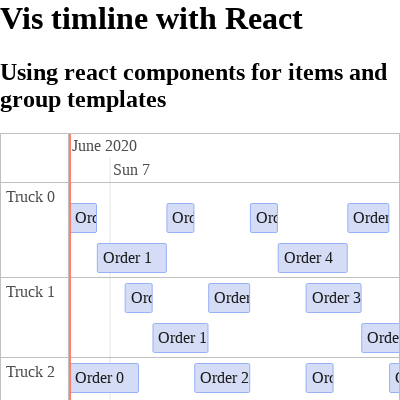 Vis timline with React
Using react components for items and
group templates
June 2020
Sun 7
Truck 0
Orc
Orc
Orc
Order
Order 1
Order 4
Truck 1
Orc
Order
Order 3
Order 1
Orde
Truck 2
Order 0
Order 2
Orc